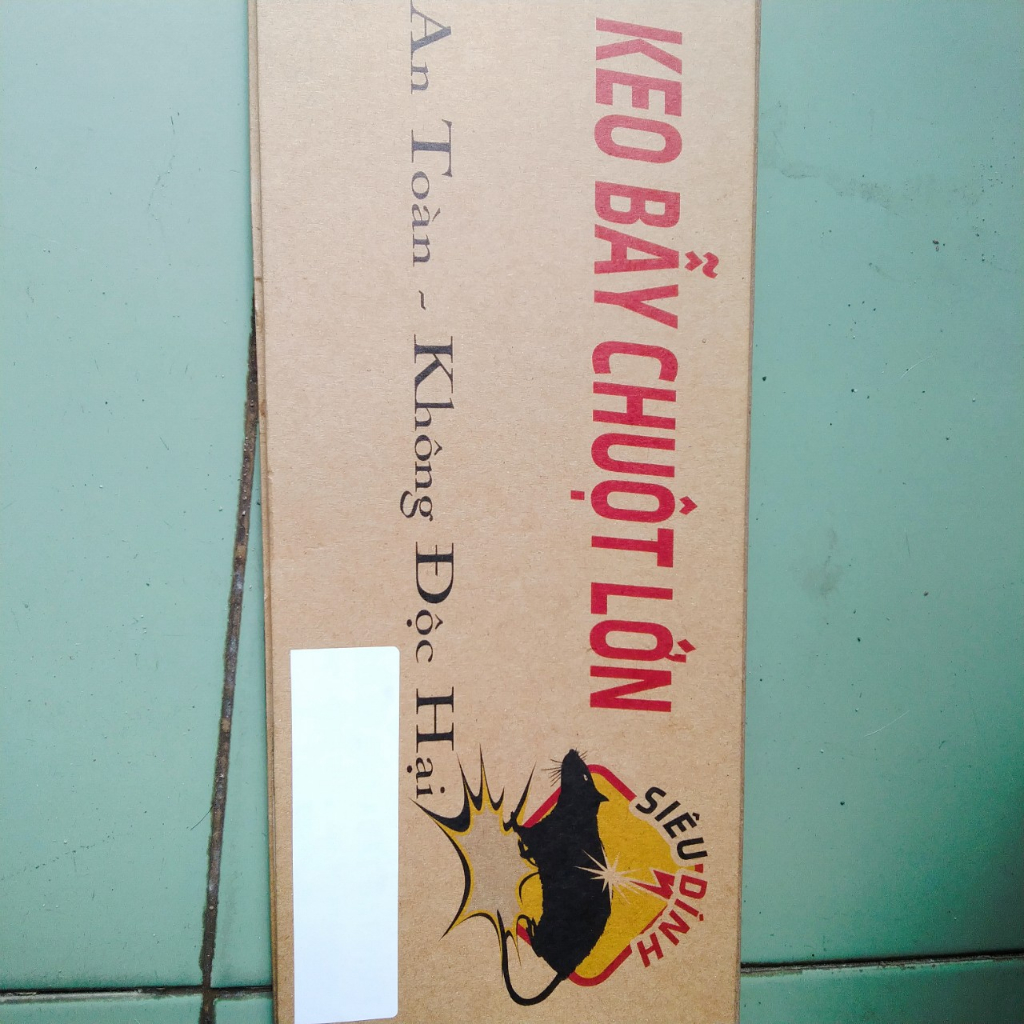 KEO BẪY CHUỘT LỚN
An Toàn - Không Độc Hại
SIÊU DÍNH